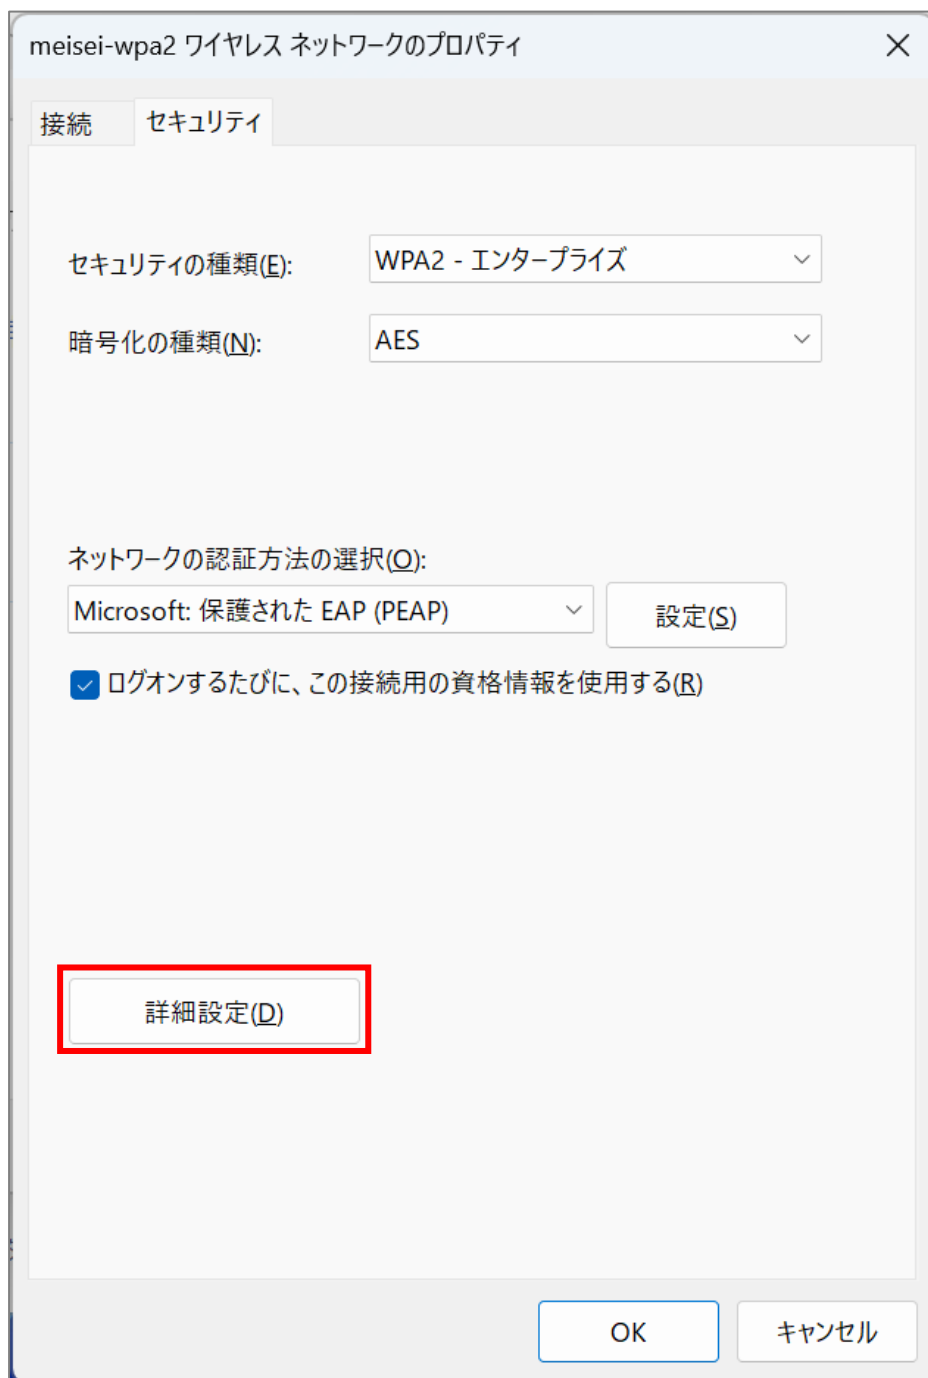 meisei-wpa2 ワイヤレス ネットワークのプロパティ
接続
セキュリティ
セキュリティの種類(E):
WPA2 - エンタープライズ
暗号化の種類(N):
AES
ネットワークの認証方法の選択(O):
Microsoft: 保護された EAP (PEAP)
設定(S)
ログオンするたびに、この接続用の資格情報を使用する(R)
詳細設定(D)
OK
キャンセル